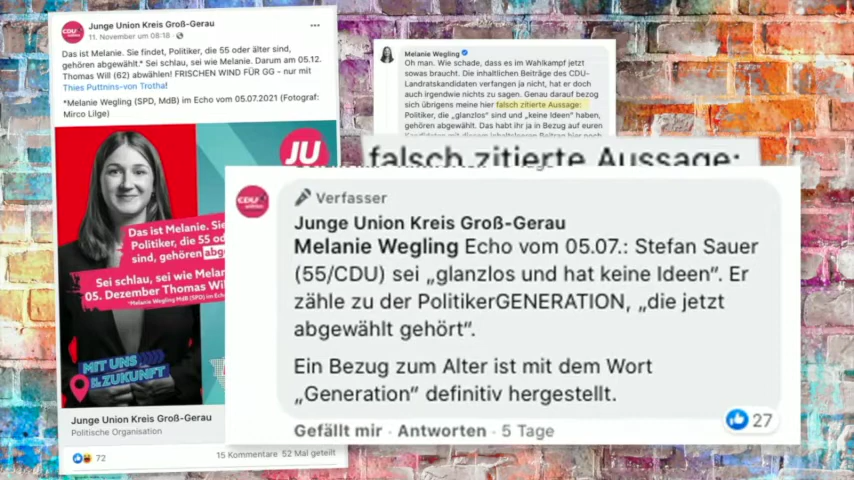 Junge Union Kreis Groß-Gerau
11. November um 08:18
Das ist Melanie. Sie findet, Politiker, die 55 oder älter sind,
gehören abgewählt.* Sei schlau, sei wie Melanie. Darum am 05.12.
Thomas Will (62) abwählen! FRISCHEN WIND FÜR GG - nur mit
Thies Puttnins-von Trotha!
*Melanie Wegling (SPD, MdB) im Echo vom 05.07.2021 (Fotograf:
Mirco Lilge)
JU
Das ist Melanie. Sie
Politiker, die 55 od
sind, gehören abg
Sei schlau, sei wie Melan
05. Dezember Thomas Wil
*Melanie Wegling MdB (SPD) im Ech
MIT UNS
ZUKUNFT
Junge Union Kreis Groß-Gerau
Politische Organisation
72
15 Kommentare 52 Mal geteilt
Melanie Wegling
Oh man. Wie schade, dass es im Wahlkampf jetzt
sowas braucht. Die inhaltlichen Beiträge des CDU-
Landratskandidaten verfangen ja nicht, hat er doch
auch irgendwie nichts zu sagen. Genau darauf bezog
sich übrigens meine hier falsch zitierte Aussage:
Politiker, die „glanzlos“ sind und „keine Ideen“ haben,
gehören abgewählt. Das habt ihr ja in Bezug auf euren
falsch zitierte Aussage:
CDU
Verfasser
Junge Union Kreis Groß-Gerau
Melanie Wegling Echo vom 05.07.: Stefan Sauer
(55/CDU) sei „glanzlos und hat keine Ideen“. Er
zähle zu der PolitikerGENERATION, „die jetzt
abgewählt gehört“.
Ein Bezug zum Alter ist mit dem Wort
„Generation“ definitiv hergestellt.
27
Gefällt mir · Antworten · 5 Tage